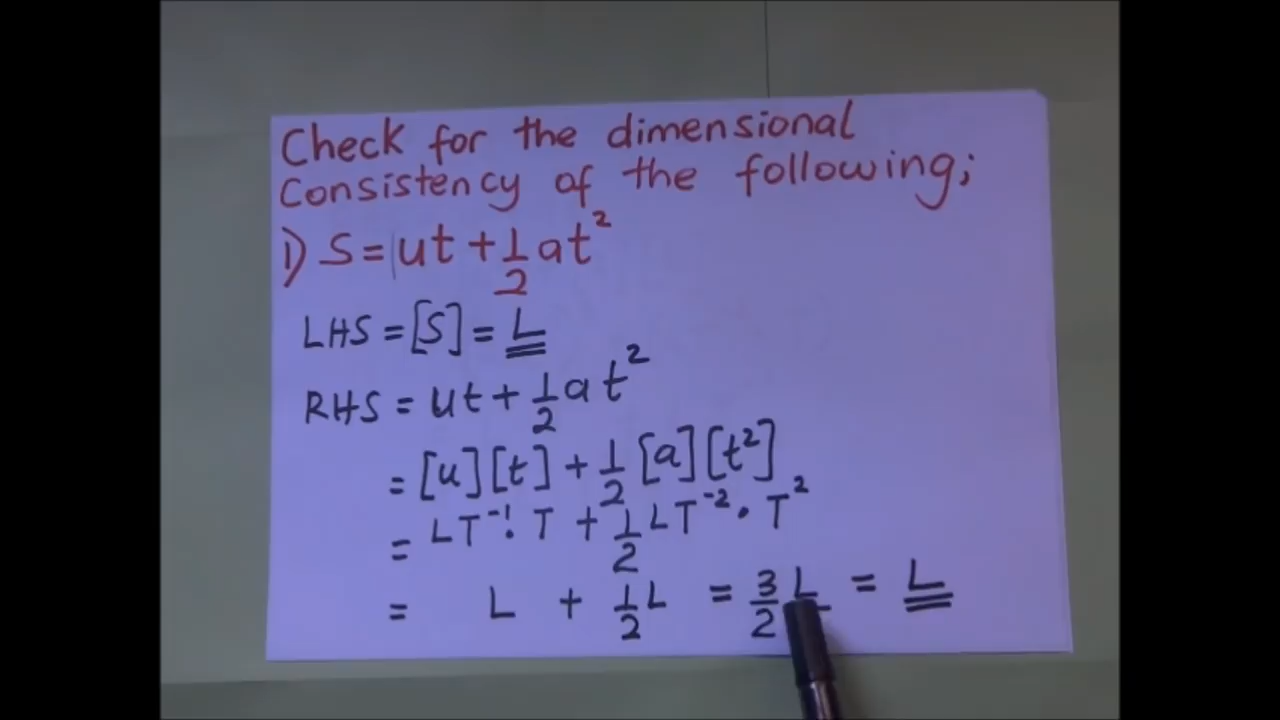 Check for the dimensional
Consistency of the following;
1) S = ut + 1/2 at²
LHS = [S] = L
RHS = ut + 1/2 at²
= [u][t] + 1/2 [a][t²]
= LT⁻¹. T + 1/2 LT⁻² . T²
= L + 1/2 L = 3/2 L = L